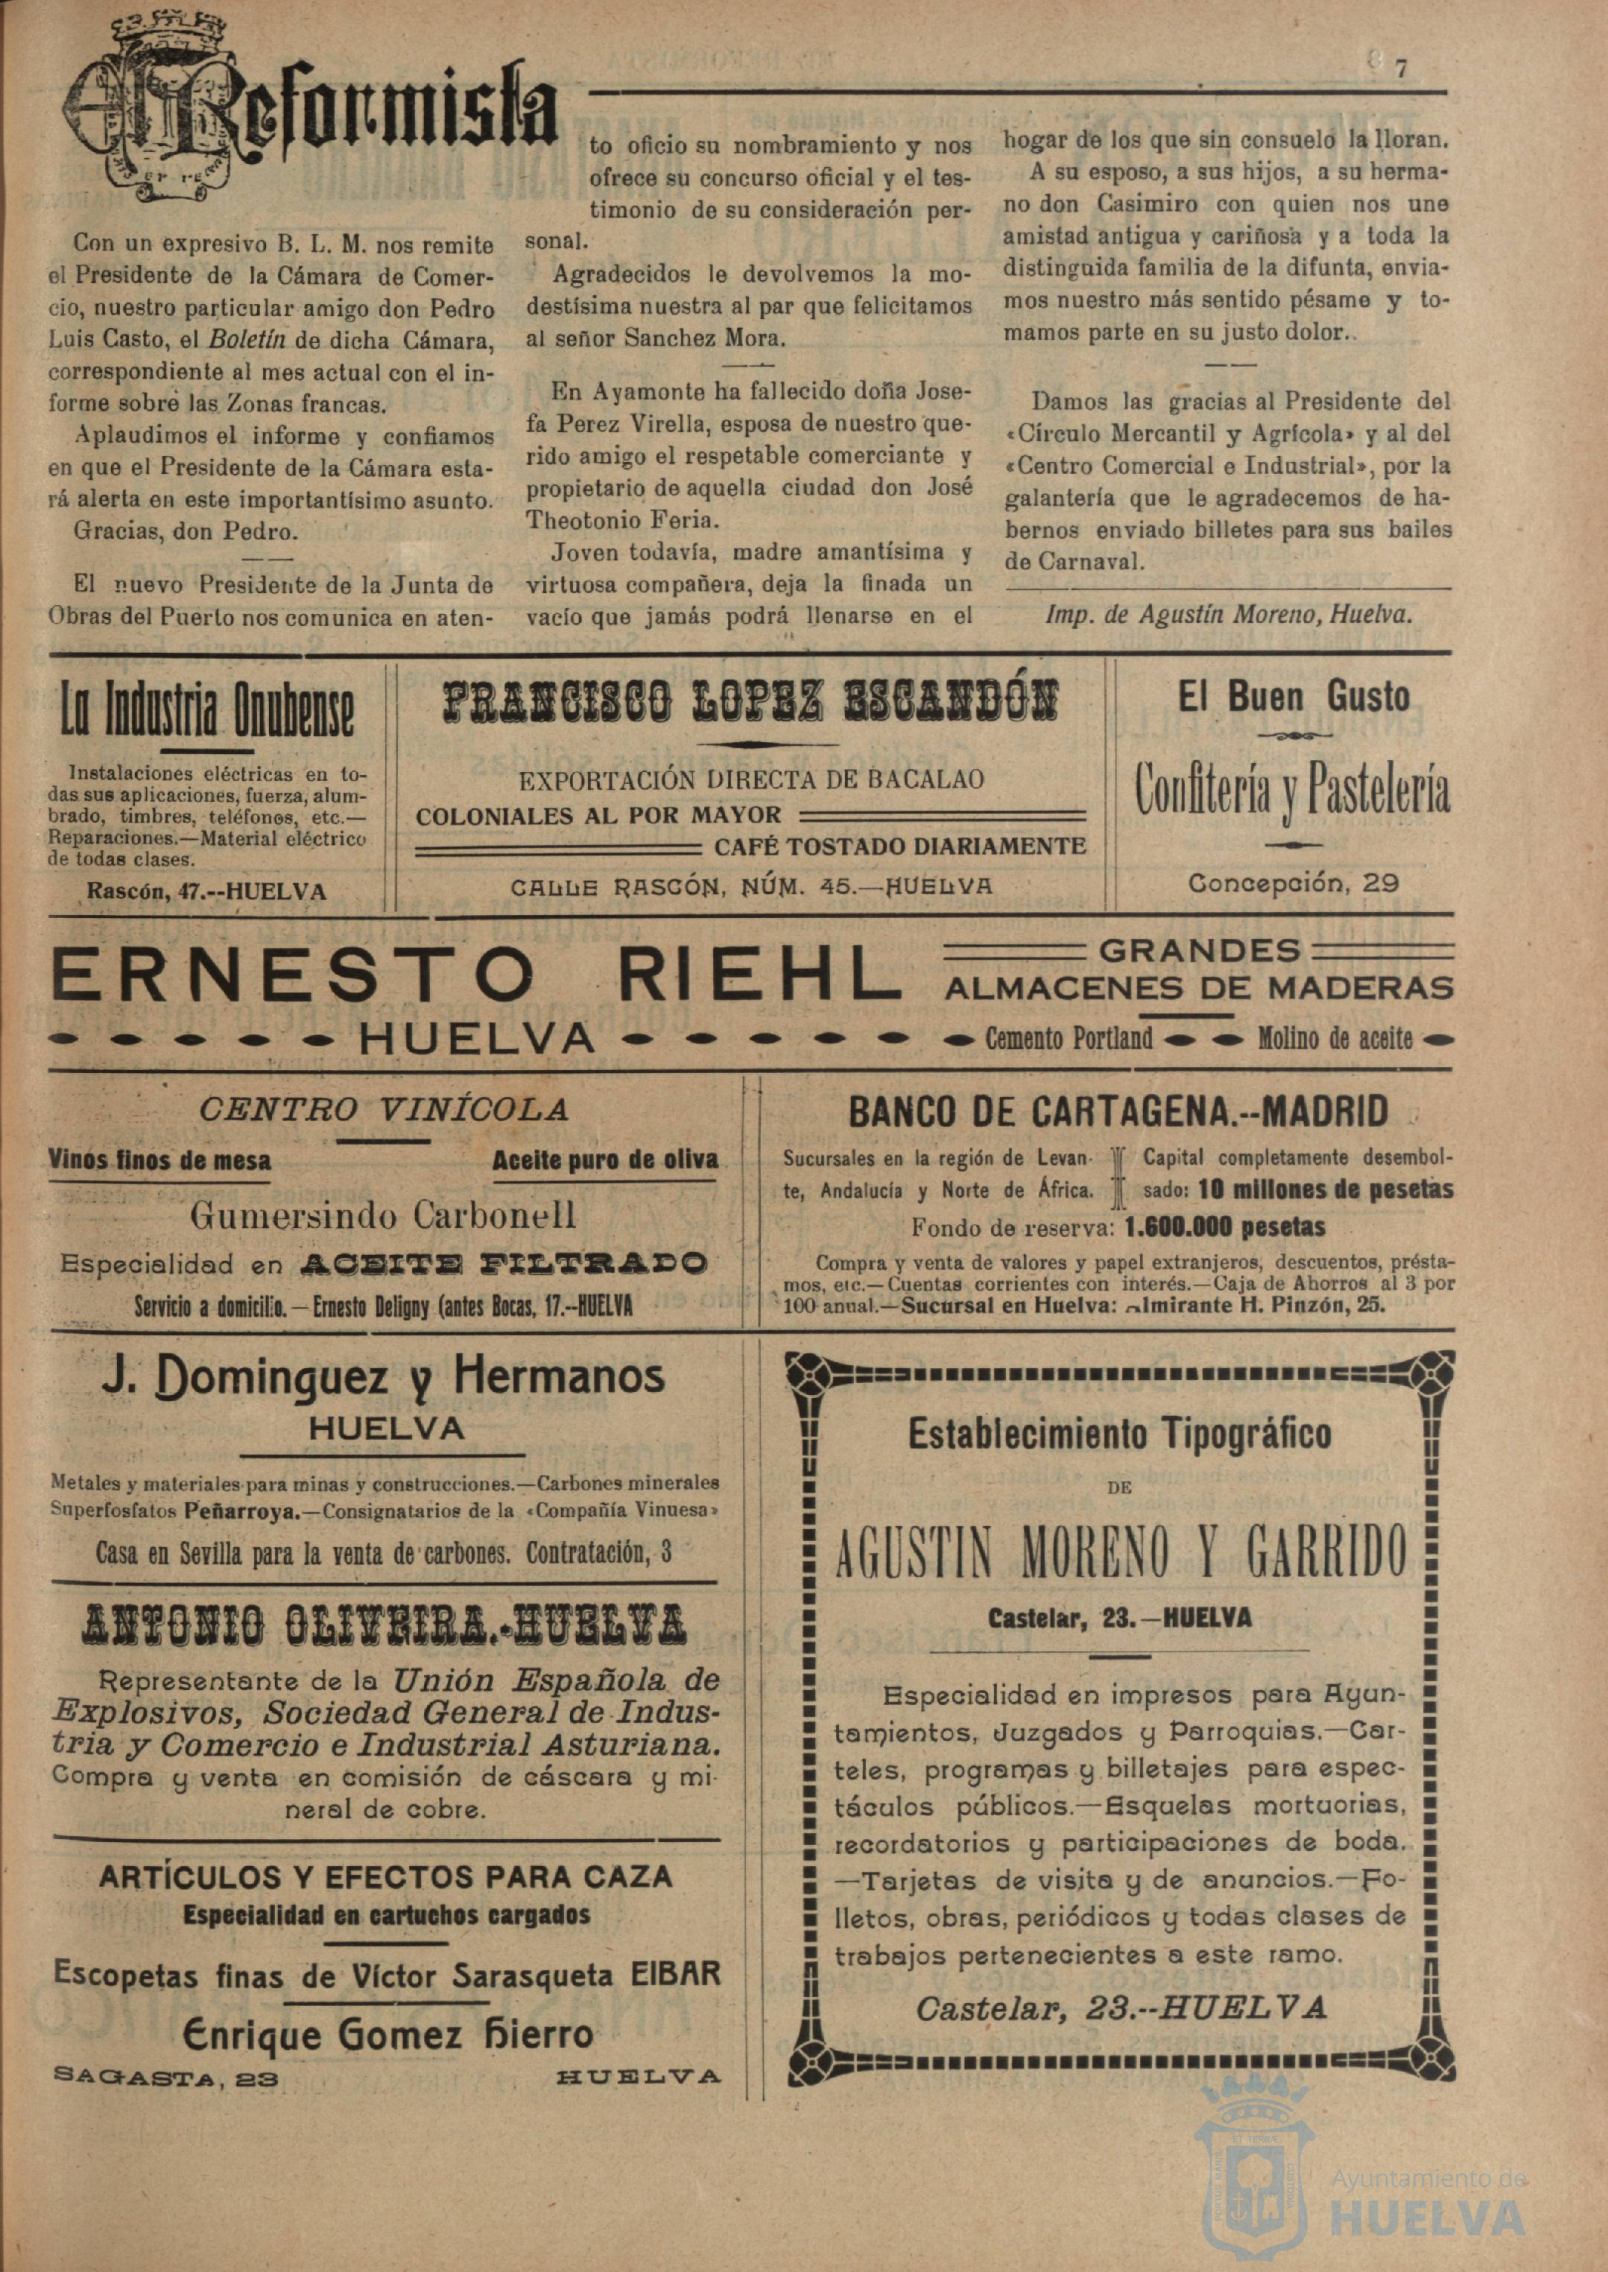 El Reformista
7
Con un expresivo B. L. M. nos remite
el Presidente de la Cámara de Comer-
cio, nuestro particular amigo don Pedro
Luis Casto, el Boletín de dicha Cámara,
correspondiente al mes actual con el in-
forme sobre las Zonas francas.
Aplaudimos el informe y confiamos
en que el Presidente de la Cámara esta-
rá alerta en este importantísimo asunto.
Gracias, don Pedro.
El nuevo Presidente de la Junta de
Obras del Puerto nos comunica en aten-
to oficio su nombramiento y nos
ofrece su concurso oficial y el tes-
timonio de su consideración per-
sonal.
Agradecidos le devolvemos la mo-
destísima nuestra al par que felicitamos
al señor Sanchez Mora.
En Ayamonte ha fallecido doña Jose-
fa Perez Virella, esposa de nuestro que-
rido amigo el respetable comerciante y
propietario de aquella ciudad don José
Theotonio Feria.
Joven todavía, madre amantísima y
virtuosa compañera, deja la finada un
vacío que jamás podrá llenarse en el
hogar de los que sin consuelo la lloran.
A su esposo, a sus hijos, a su herma-
no don Casimiro con quien nos une
amistad antigua y cariñosa y a toda la
distinguida familia de la difunta, envia-
mos nuestro más sentido pésame y to-
mamos parte en su justo dolor..
Damos las gracias al Presidente del
«Círculo Mercantil y Agrícola» y al del
«Centro Comercial e Industrial», por la
galantería que le agradecemos de ha-
bernos enviado billetes para sus bailes
de Carnaval.
Imp. de Agustín Moreno, Huelva.
La Industria Onubense
Instalaciones eléctricas en to-
das sus aplicaciones, fuerza, alum-
brado, timbres, teléfonos, etc.—
Reparaciones.—Material eléctrico
de todas clases.
Rascón, 47.--HUELVA
FRANCISCO LOPEZ ESCANDÓN
EXPORTACIÓN DIRECTA DE BACALAO
COLONIALES AL POR MAYOR
CAFÉ TOSTADO DIARIAMENTE
CALLE RASCÓN, NÚM. 45.—HUELVA
El Buen Gusto
Confitería y Pastelería
Concepción, 29
ERNESTO RIEHL
HUELVA
GRANDES
ALMACENES DE MADERAS
Cemento Portland Molino de aceite
CENTRO VINÍCOLA
Vinos finos de mesa Aceite puro de oliva
Gumersindo Carbonell
Especialidad en ACEITE FILTRADO
Servicio a domicilio.—Ernesto Deligny (antes Bocas, 17.--HUELVA
BANCO DE CARTAGENA.--MADRID
Sucursales en la región de Levan-
te, Andalucía y Norte de África.
Capital completamente desembol-
sado: 10 millones de pesetas
Fondo de reserva: 1.600.000 pesetas
Compra y venta de valores y papel extranjeros, descuentos, présta-
mos, etc.—Cuentas corrientes con interés.—Caja de Ahorros al 3 por
100 anual.—Sucursal en Huelva: Almirante H. Pinzón, 25.
J. Dominguez y Hermanos
HUELVA
Metales y materiales para minas y construcciones.—Carbones minerales
Superfosfatos Peñarroya.—Consignatarios de la «Compañía Vinuesa»
Casa en Sevilla para la venta de carbones. Contratación, 3
ANTONIO OLIVEIRA.-HUELVA
Representante de la Unión Española de
Explosivos, Sociedad General de Indus-
tria y Comercio e Industrial Asturiana.
Compra y venta en comisión de cáscara y mi-
neral de cobre.
ARTÍCULOS Y EFECTOS PARA CAZA
Especialidad en cartuchos cargados
Escopetas finas de Víctor Sarasqueta EIBAR
Enrique Gomez Hierro
SAGASTA, 23 HUELVA
Establecimiento Tipográfico
DE
AGUSTIN MORENO Y GARRIDO
Castelar, 23.—HUELVA
Especialidad en impresos para Ayun-
tamientos, Juzgados y Parroquias.—Car-
teles, programas y billetajes para espec-
táculos públicos.—Esquelas mortuorias,
recordatorios y participaciones de boda.
—Tarjetas de visita y de anuncios.—Fo-
lletos, obras, periódicos y todas clases de
trabajos pertenecientes a este ramo.
Castelar, 23.--HUELVA
Ayuntamiento de
HUELVA